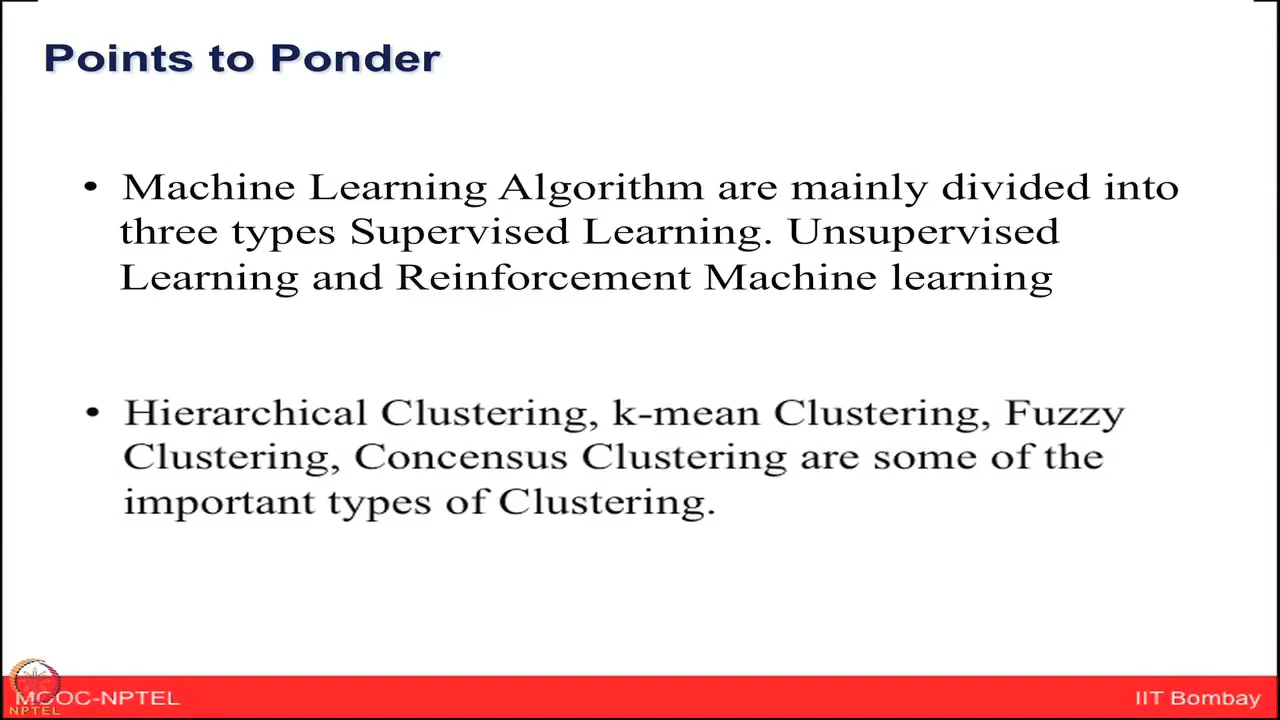 Points to Ponder
• Machine Learning Algorithm are mainly divided into
three types Supervised Learning. Unsupervised
Learning and Reinforcement Machine learning
• Hierarchical Clustering, k-mean Clustering, Fuzzy
Clustering, Concensus Clustering are some of the
important types of Clustering.
MOOC-NPTEL
NPTEL
IIT Bombay